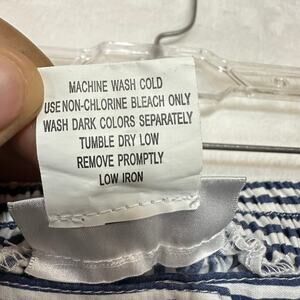 MACHINE WASH COLD
USE NON-CHLORINE BLEACH ONLY
WASH DARK COLORS SEPARATELY
TUMBLE DRY LOW
REMOVE PROMPTLY
LOW IRON